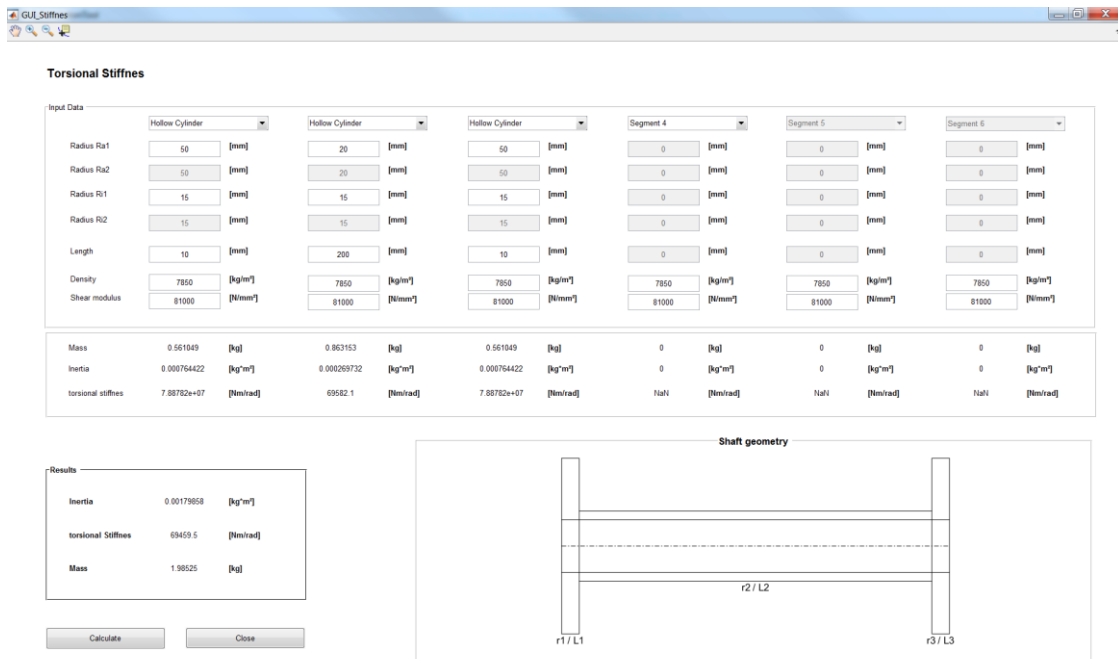 GUI_Stiffnes
Torsional Stiffnes
Input Data
Hollow Cylinder Hollow Cylinder Hollow Cylinder Segment 4 Segment 5 Segment 6
Radius Ra1 50 [mm] 20 [mm] 50 [mm] 0 [mm] 0 [mm] 0 [mm]
Radius Ra2 50 [mm] 20 [mm] 50 [mm] 0 [mm] 0 [mm] 0 [mm]
Radius Ri1 15 [mm] 15 [mm] 15 [mm] 0 [mm] 0 [mm] 0 [mm]
Radius Ri2 15 [mm] 15 [mm] 15 [mm] 0 [mm] 0 [mm] 0 [mm]
Length 10 [mm] 200 [mm] 10 [mm] 0 [mm] 0 [mm] 0 [mm]
Density 7850 [kg/m³] 7850 [kg/m³] 7850 [kg/m³] 7850 [kg/m³] 7850 [kg/m³] 7850 [kg/m³]
Shear modulus 81000 [N/mm²] 81000 [N/mm²] 81000 [N/mm²] 81000 [N/mm²] 81000 [N/mm²] 81000 [N/mm²]
Mass 0.561049 [kg] 0.863153 [kg] 0.561049 [kg] 0 [kg] 0 [kg] 0 [kg]
Inertia 0.000764422 [kg*m²] 0.000269732 [kg*m²] 0.000764422 [kg*m²] 0 [kg*m²] 0 [kg*m²] 0 [kg*m²]
torsional stiffnes 7.88782e+07 [Nm/rad] 69582.1 [Nm/rad] 7.88782e+07 [Nm/rad] NaN [Nm/rad] NaN [Nm/rad] NaN [Nm/rad]
Results
Inertia 0.00179858 [kg*m²]
torsional Stiffnes 69459.5 [Nm/rad]
Mass 1.98525 [kg]
Calculate Close
Shaft geometry
r2 / L2
r1 / L1 r3 / L3